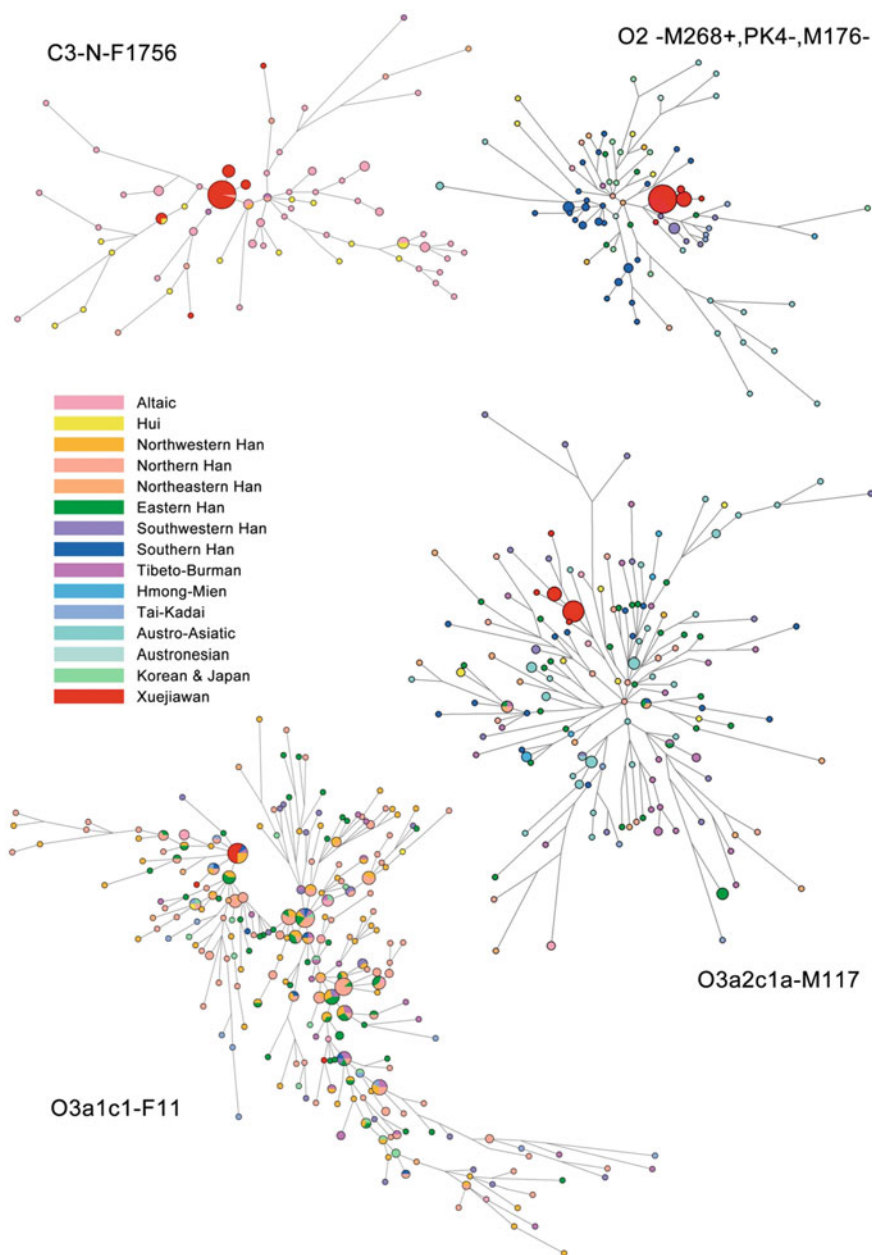 C3-N-F1756
O2 -M268+,PK4-,M176-
Altaic
Hui
Northwestern Han
Northern Han
Northeastern Han
Eastern Han
Southwestern Han
Southern Han
Tibeto-Burman
Hmong-Mien
Tai-Kadai
Austro-Asiatic
Austronesian
Korean & Japan
Xuejiawan
O3a2c1a-M117
O3a1c1-F11